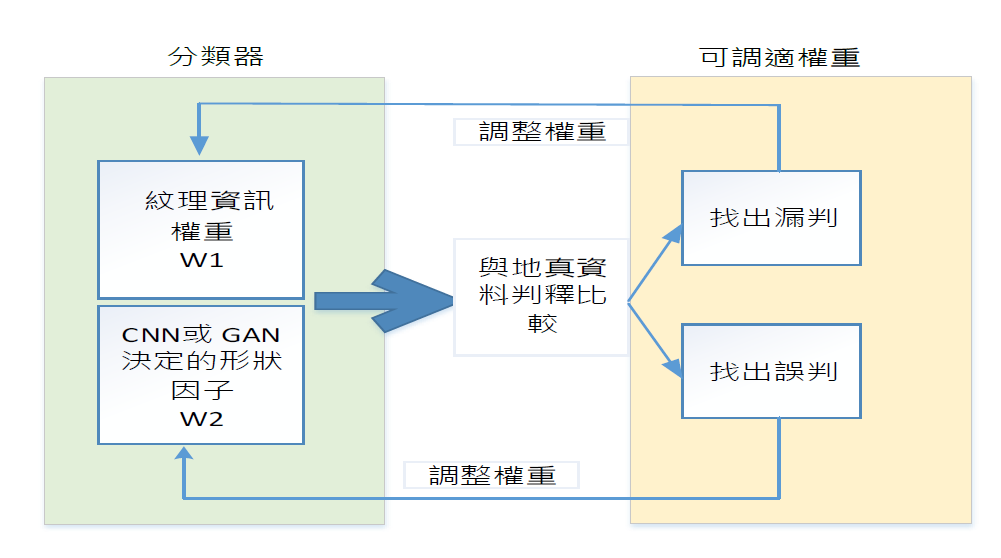 分類器
可調適權重
調整權重
紋理資訊
權重
W1
找出漏判
與地真資
料判釋比
較
CNN或 GAN
決定的形狀
因子
W2
找出誤判
調整權重